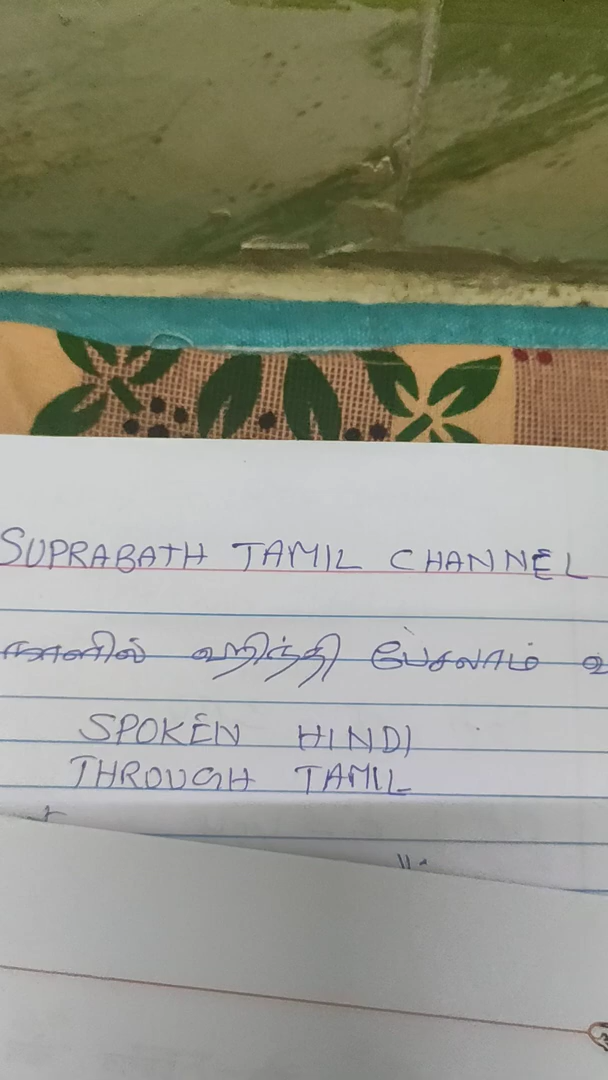 SUPRABATH TAMIL CHANNEL
நாளில் ஹிந்தி பேசலாம்
SPOKEN HINDI
THROUGH TAMIL